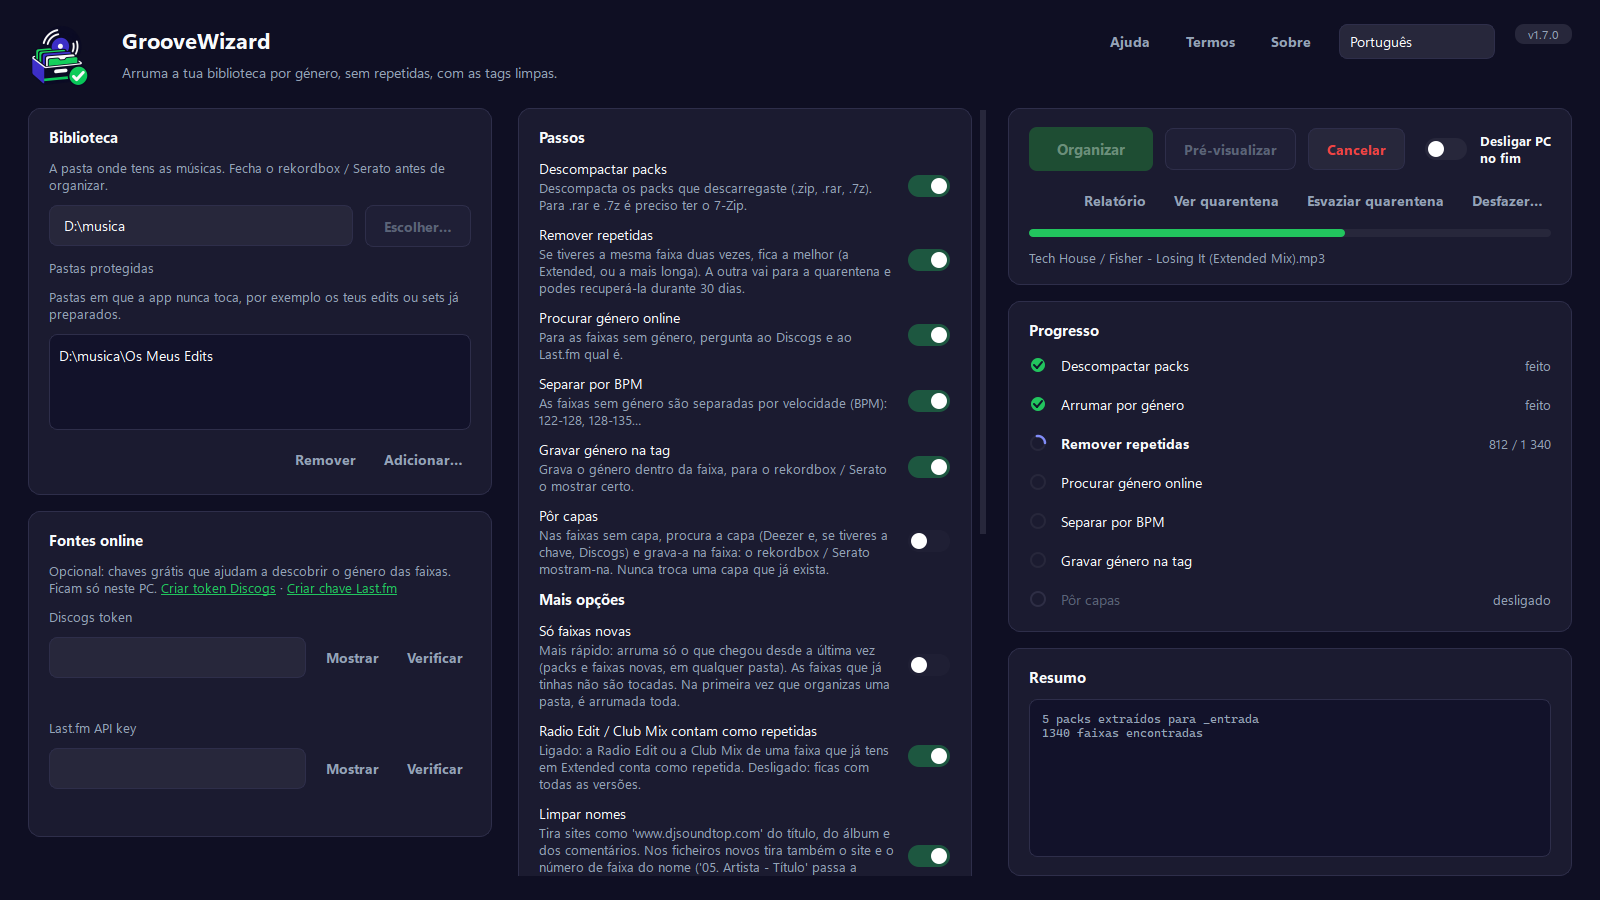 GrooveWizard
Arruma a tua biblioteca por género, sem repetidas, com as tags limpas.
Ajuda
Termos
Sobre
Português
v1.7.0
Biblioteca
A pasta onde tens as músicas. Fecha o rekordbox / Serato antes de
organizar.
D:\musica
Escolher...
Pastas protegidas
Pastas em que a app nunca toca, por exemplo os teus edits ou sets já
preparados.
D:\musica\Os Meus Edits
Remover
Adicionar...
Fontes online
Opcional: chaves grátis que ajudam a descobrir o género das faixas.
Ficam só neste PC. Criar token Discogs · Criar chave Last.fm
Discogs token
Mostrar
Verificar
Last.fm API key
Mostrar
Verificar
Passos
Descompactar packs
Descompacta os packs que descarregaste (.zip, .rar, .7z).
Para .rar e .7z é preciso ter o 7-Zip.
Remover repetidas
Se tiveres a mesma faixa duas vezes, fica a melhor (a
Extended, ou a mais longa). A outra vai para a quarentena e
podes recuperá-la durante 30 dias.
Procurar género online
Para as faixas sem género, pergunta ao Discogs e ao
Last.fm qual é.
Separar por BPM
As faixas sem género são separadas por velocidade (BPM):
122-128, 128-135...
Gravar género na tag
Grava o género dentro da faixa, para o rekordbox / Serato
o mostrar certo.
Pôr capas
Nas faixas sem capa, procura a capa (Deezer e, se tiveres a
chave, Discogs) e grava-a na faixa: o rekordbox / Serato
mostram-na. Nunca troca uma capa que já exista.
Mais opções
Só faixas novas
Mais rápido: arruma só o que chegou desde a última vez
(packs e faixas novas, em qualquer pasta). As faixas que já
tinhas não são tocadas. Na primeira vez que organizas uma
pasta, é arrumada toda.
Radio Edit / Club Mix contam como repetidas
Ligado: a Radio Edit ou a Club Mix de uma faixa que já tens
em Extended conta como repetida. Desligado: ficas com
todas as versões.
Limpar nomes
Tira sites como 'www.djsoundtop.com' do título, do álbum e
dos comentários. Nos ficheiros novos tira também o site e o
número de faixa do nome ('05. Artista - Título' passa a
Organizar
Pré-visualizar
Cancelar
Desligar PC
no fim
Relatório
Ver quarentena
Esvaziar quarentena
Desfazer...
Tech House / Fisher - Losing It (Extended Mix).mp3
Progresso
Descompactar packs
feito
Arrumar por género
feito
Remover repetidas
812 / 1 340
Procurar género online
Separar por BPM
Gravar género na tag
Pôr capas
desligado
Resumo
5 packs extraídos para _entrada
1340 faixas encontradas